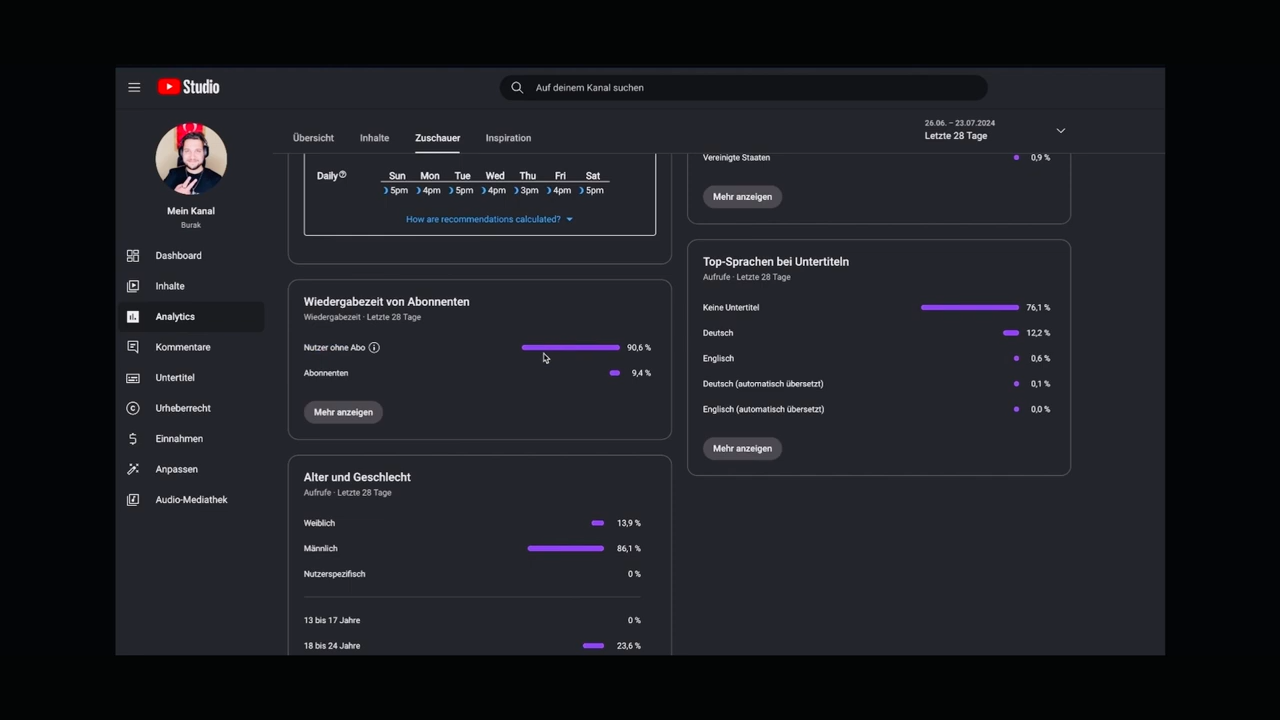 Studio
Auf deinem Kanal suchen
Mein Kanal
Burak
Dashboard
Inhalte
Analytics
Kommentare
Untertitel
Urheberrecht
Einnahmen
Anpassen
Audio-Mediathek
Übersicht Inhalte Zuschauer Inspiration
26.06. – 23.07.2024
Letzte 28 Tage
Daily
Sun Mon Tue Wed Thu Fri Sat
5pm 4pm 5pm 4pm 3pm 4pm 5pm
How are recommendations calculated?
Wiedergabezeit von Abonnenten
Wiedergabezeit · Letzte 28 Tage
Nutzer ohne Abo 90,6 %
Abonnenten 9,4 %
Mehr anzeigen
Alter und Geschlecht
Aufrufe · Letzte 28 Tage
Weiblich 13,9 %
Männlich 86,1 %
Nutzerspezifisch 0 %
13 bis 17 Jahre 0 %
18 bis 24 Jahre 23,6 %
Vereinigte Staaten 0,9 %
Mehr anzeigen
Top-Sprachen bei Untertiteln
Aufrufe · Letzte 28 Tage
Keine Untertitel 76,1 %
Deutsch 12,2 %
Englisch 0,6 %
Deutsch (automatisch übersetzt) 0,1 %
Englisch (automatisch übersetzt) 0,0 %
Mehr anzeigen